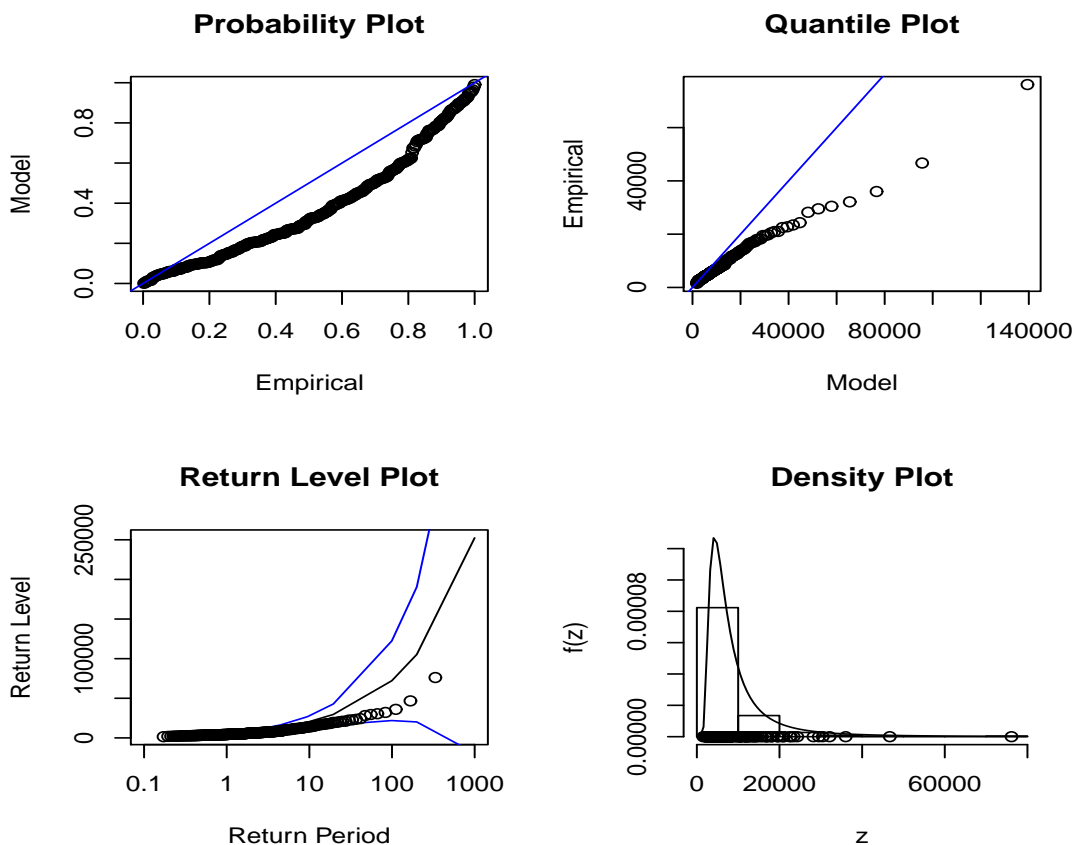 Probability Plot
Model
0.0 0.4 0.8
0.0 0.2 0.4 0.6 0.8 1.0
Empirical
Quantile Plot
Empirical
0 40000
0 40000 80000 140000
Model
Return Level Plot
Return Level
0 100000 250000
0.1 1 10 100 1000
Return Period
Density Plot
f(z)
0.00000 0.00008
0 20000 60000
z